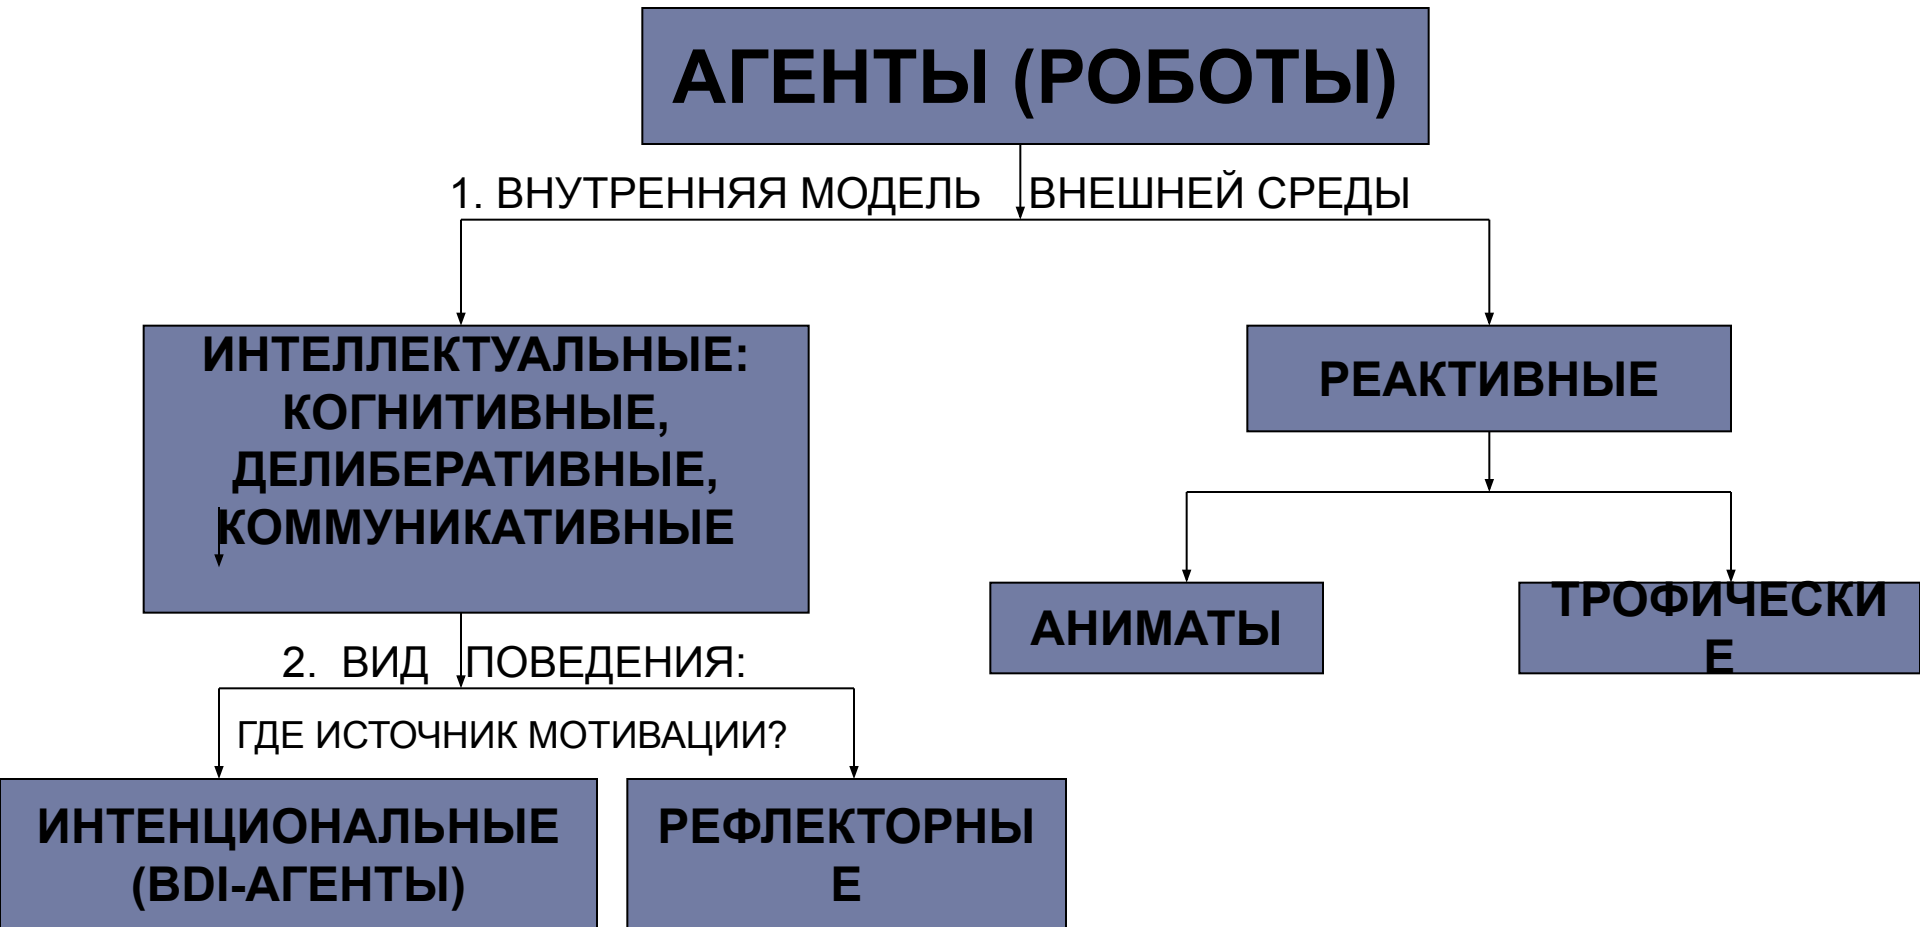 АГЕНТЫ (РОБОТЫ)
1. ВНУТРЕННЯЯ МОДЕЛЬ ВНЕШНЕЙ СРЕДЫ
ИНТЕЛЛЕКТУАЛЬНЫЕ:
КОГНИТИВНЫЕ,
ДЕЛИБЕРАТИВНЫЕ,
КОММУНИКАТИВНЫЕ
РЕАКТИВНЫЕ
АНИМАТЫ
ТРОФИЧЕСКИ
Е
2. ВИД ПОВЕДЕНИЯ:
ГДЕ ИСТОЧНИК МОТИВАЦИИ?
ИНТЕНЦИОНАЛЬНЫЕ
(BDI-АГЕНТЫ)
РЕФЛЕКТОРНЫ
Е